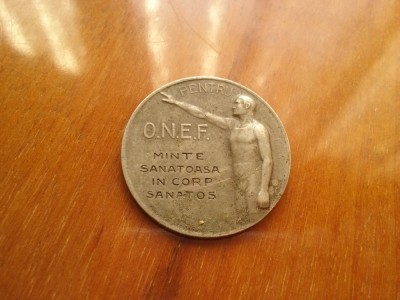 PENTRU
O.N.E.F.
MINTE
SANATOASA
IN CORP
SANATOS